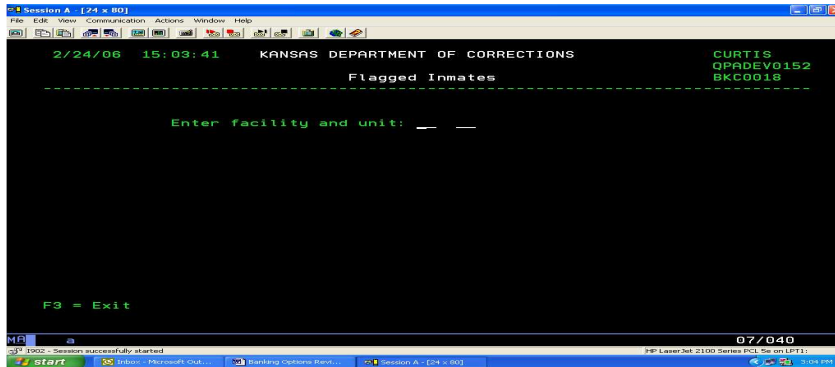 Session A - [24 x 80]
File Edit View Communication Actions Window Help
2/24/06 15:03:41 KANSAS DEPARTMENT OF CORRECTIONS CURTIS
QPADEV0152
Flagged Inmates BKC0018
Enter facility and unit:
F3 = Exit
MA a 07/040
I902 - Session successfully started HP LaserJet 2100 Series PCL 5e on LPT1:
start Inbox - Microsoft Out... Banking Options Revi... Session A - [24 x 80] 3:04 PM